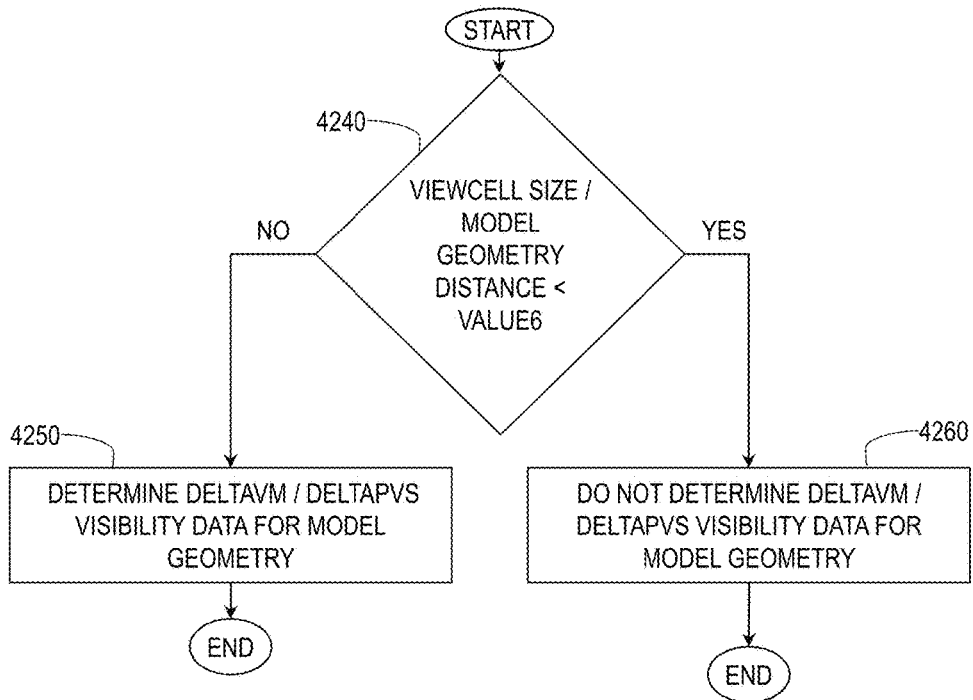 START
4240
VIEWCELL SIZE /
MODEL
GEOMETRY
DISTANCE <
VALUE6
NO
YES
4250
4260
DETERMINE DELTAVM / DELTAPVS
VISIBILITY DATA FOR MODEL
GEOMETRY
DO NOT DETERMINE DELTAVM /
DELTAPVS VISIBILITY DATA FOR
MODEL GEOMETRY
END
END